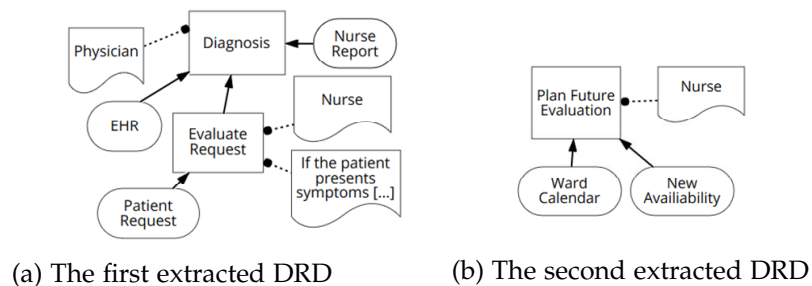 Physician
Diagnosis
Nurse
Report
EHR
Evaluate
Request
Nurse
If the patient
presents
symptoms [...]
Patient
Request
(a) The first extracted DRD
Plan Future
Evaluation
Nurse
Ward
Calendar
New
Availiability
(b) The second extracted DRD